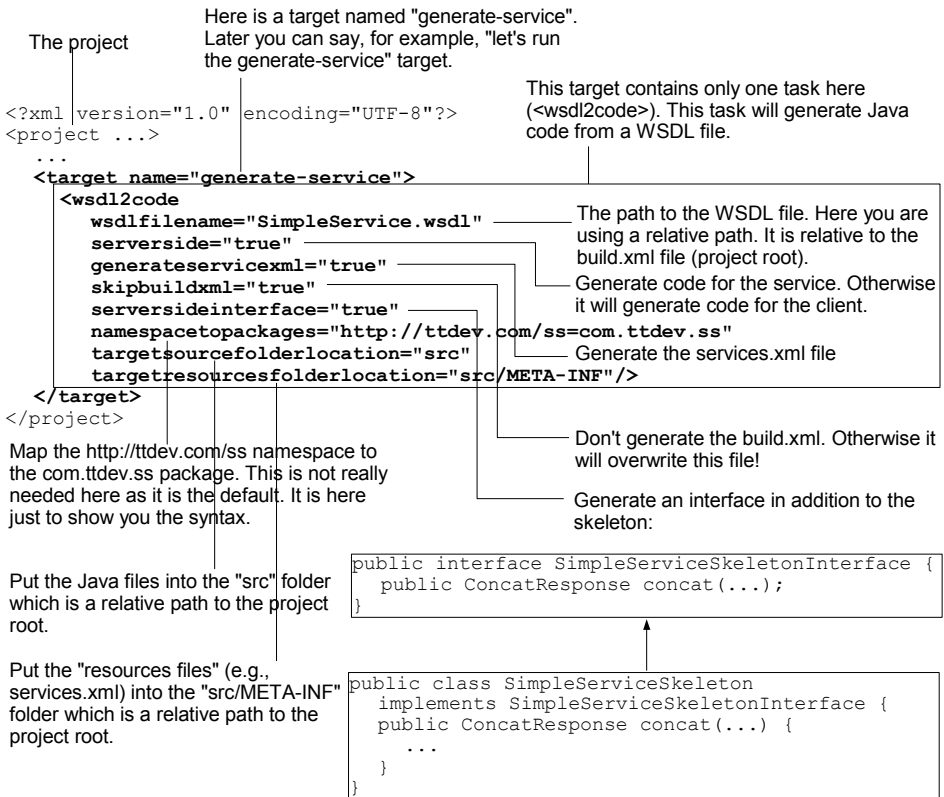 Here is a target named "generate-service".
Later you can say, for example, "let's run
the generate-service" target.
The project
This target contains only one task here
(<wsdl2code>). This task will generate Java
code from a WSDL file.
<?xml version="1.0" encoding="UTF-8"?>
<project ...>
...
<target name="generate-service">
<wsdl2code
wsdlfilename="SimpleService.wsdl"
serverside="true"
generateservicexml="true"
skipbuildxml="true"
serversideinterface="true"
namespacetopackages="http://ttdev.com/ss=com.ttdev.ss"
targetsourcefolderlocation="src"
targetresourcesfolderlocation="src/META-INF"/>
</target>
</project>
The path to the WSDL file. Here you are
using a relative path. It is relative to the
build.xml file (project root).
Generate code for the service. Otherwise
it will generate code for the client.
Generate the services.xml file
Don't generate the build.xml. Otherwise it
will overwrite this file!
Generate an interface in addition to the
skeleton:
Map the http://ttdev.com/ss namespace to
the com.ttdev.ss package. This is not really
needed here as it is the default. It is here
just to show you the syntax.
Put the Java files into the "src" folder
which is a relative path to the project
root.
Put the "resources files" (e.g.,
services.xml) into the "src/META-INF"
folder which is a relative path to the
project root.
public interface SimpleServiceSkeletonInterface {
public ConcatResponse concat(...);
}
public class SimpleServiceSkeleton
implements SimpleServiceSkeletonInterface {
public ConcatResponse concat(...) {
...
}
}